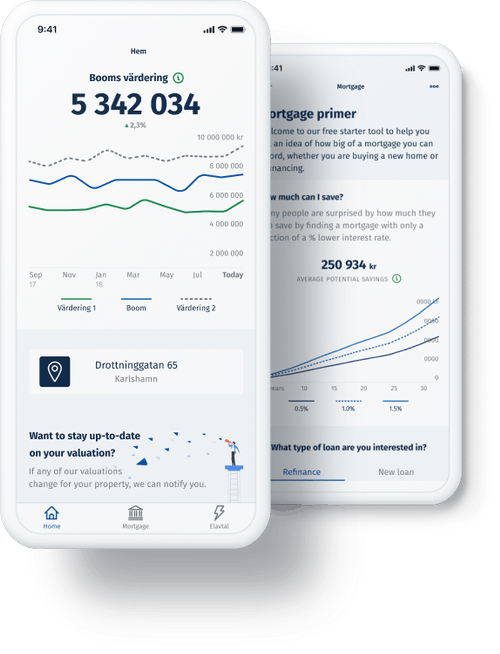 9:41
Hem
Booms värdering
5 342 034
2,3%
10 000 000 kr
8 000 000
6 000 000
4 000 000
2 000 000
Sep Nov Jan Mar May Jul Today
17 18
Värdering 1 Boom Värdering 2
Drottninggatan 65
Karlshamn
Want to stay up-to-date
on your valuation?
If any of our valuations
change for your property, we can notify you.
Home Mortgage Elavtal
:41
Mortgage
ortgage primer
lcome to our free starter tool to help you
an idea of how big of a mortgage you can
ord, whether you are buying a new home or
nancing.
w much can I save?
ny people are surprised by how much they
save by finding a mortgage with only a
ction of a % lower interest rate.
250 934 kr
AVERAGE POTENTIAL SAVINGS
0000 kr
0000
0000
0000
0
years 10 15 20 25 30
0.5% 1.0% 1.5%
What type of loan are you interested in?
Refinance New loan